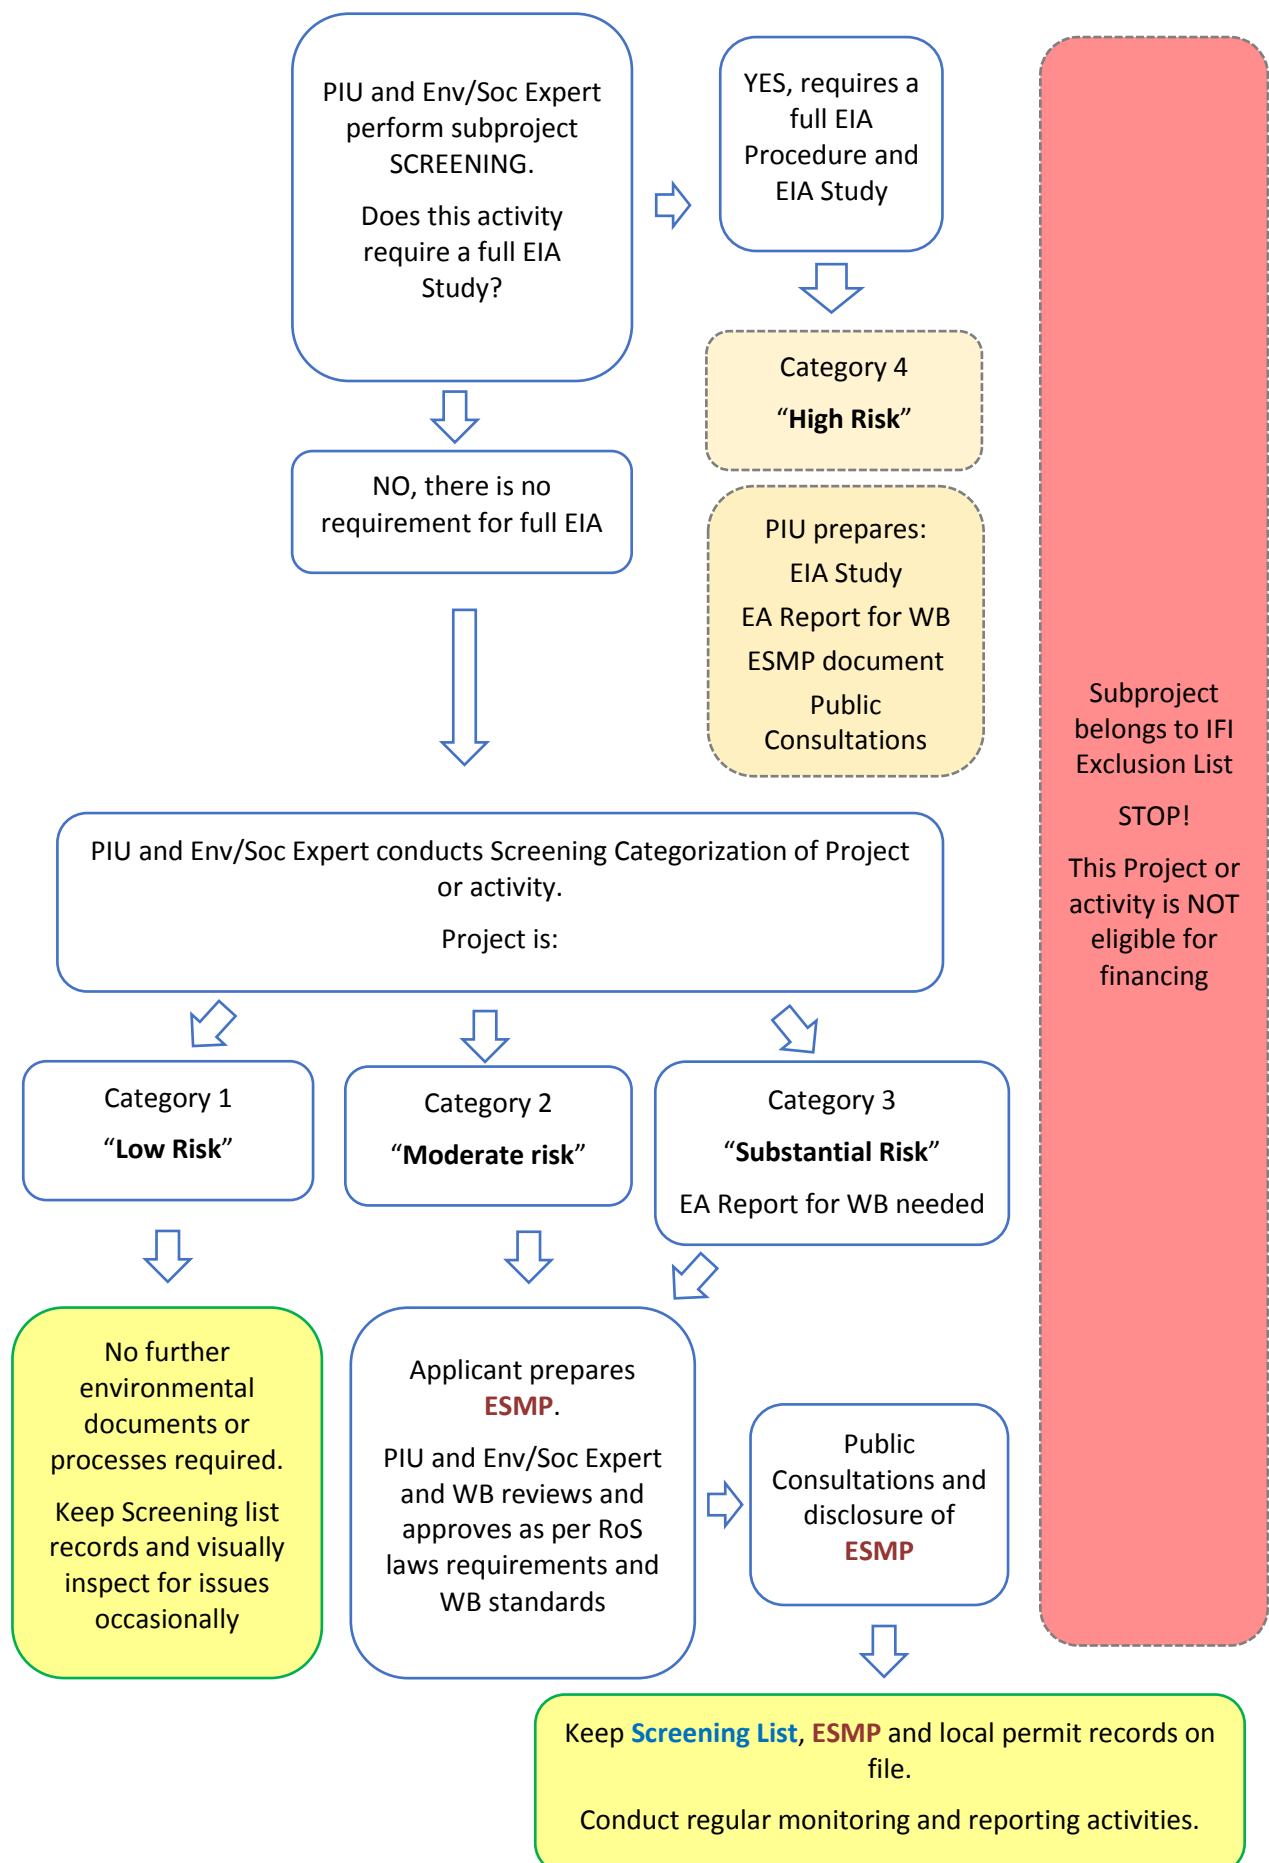 PIU and Env/Soc Expert
perform subproject
SCREENING.
Does this activity
require a full EIA
Study?
YES, requires a
full EIA
Procedure and
EIA Study
Category 4
“High Risk”
NO, there is no
requirement for full EIA
PIU prepares:
EIA Study
EA Report for WB
ESMP document
Public
Consultations
Subproject
belongs to IFI
Exclusion List
STOP!
This Project or
activity is NOT
eligible for
financing
PIU and Env/Soc Expert conducts Screening Categorization of Project
or activity.
Project is:
Category 1
“Low Risk”
Category 2
“Moderate risk”
Category 3
“Substantial Risk”
EA Report for WB needed
No further
environmental
documents or
processes required.
Keep Screening list
records and visually
inspect for issues
occasionally
Applicant prepares
ESMP.
PIU and Env/Soc Expert
and WB reviews and
approves as per RoS
laws requirements and
WB standards
Public
Consultations and
disclosure of
ESMP
Keep Screening List, ESMP and local permit records on
file.
Conduct regular monitoring and reporting activities.